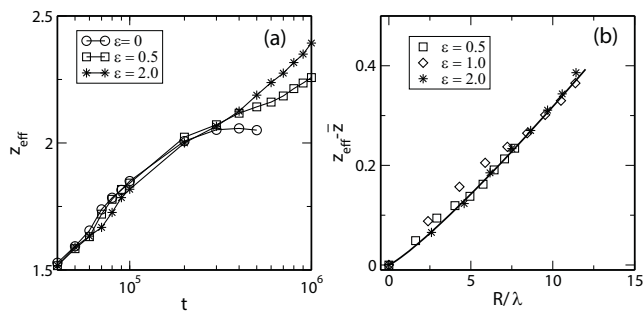 2.5
2
1.5
z_eff
ε= 0
ε = 0.5
ε = 2.0
(a)
10^5
10^6
t
0.4
0.2
0
z_eff-z̄
ε = 0.5
ε = 1.0
ε = 2.0
(b)
0 5 10 15
R/λ